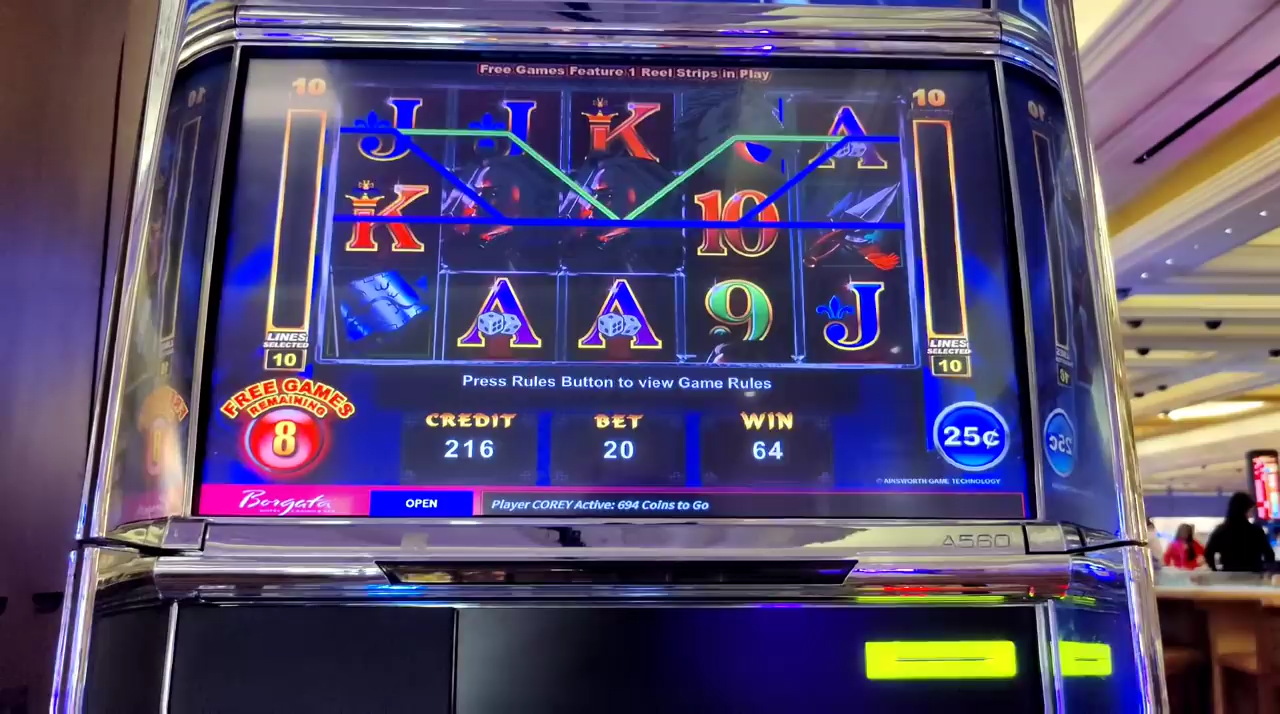 Free Games Feature 1 Reel Strips in Play
10
10
J J K A
K 10
A A 9 J
LINES
SELECTED
10
LINES
SELECTED
10
Press Rules Button to view Game Rules
FREE GAMES
REMAINING
8
CREDIT
216
BET
20
WIN
64
25¢
© AINSWORTH GAME TECHNOLOGY
Borgata
OPEN
Player COREY Active: 694 Coins to Go
A560